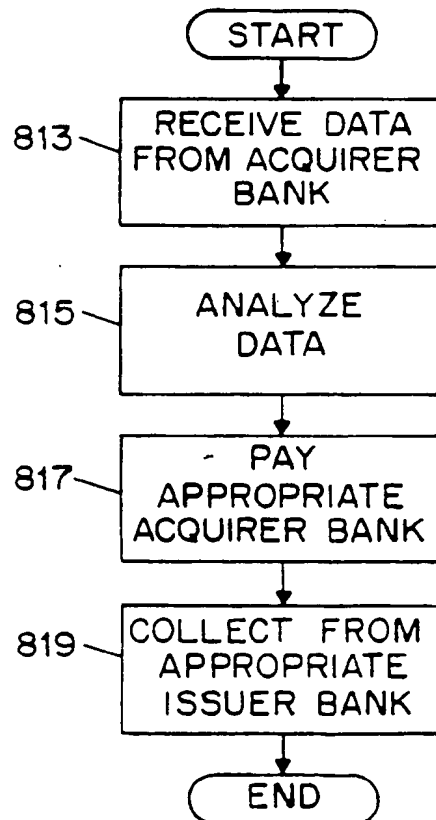 START
813
RECEIVE DATA
FROM ACQUIRER
BANK
815
ANALYZE
DATA
817
PAY
APPROPRIATE
ACQUIRER BANK
819
COLLECT FROM
APPROPRIATE
ISSUER BANK
END